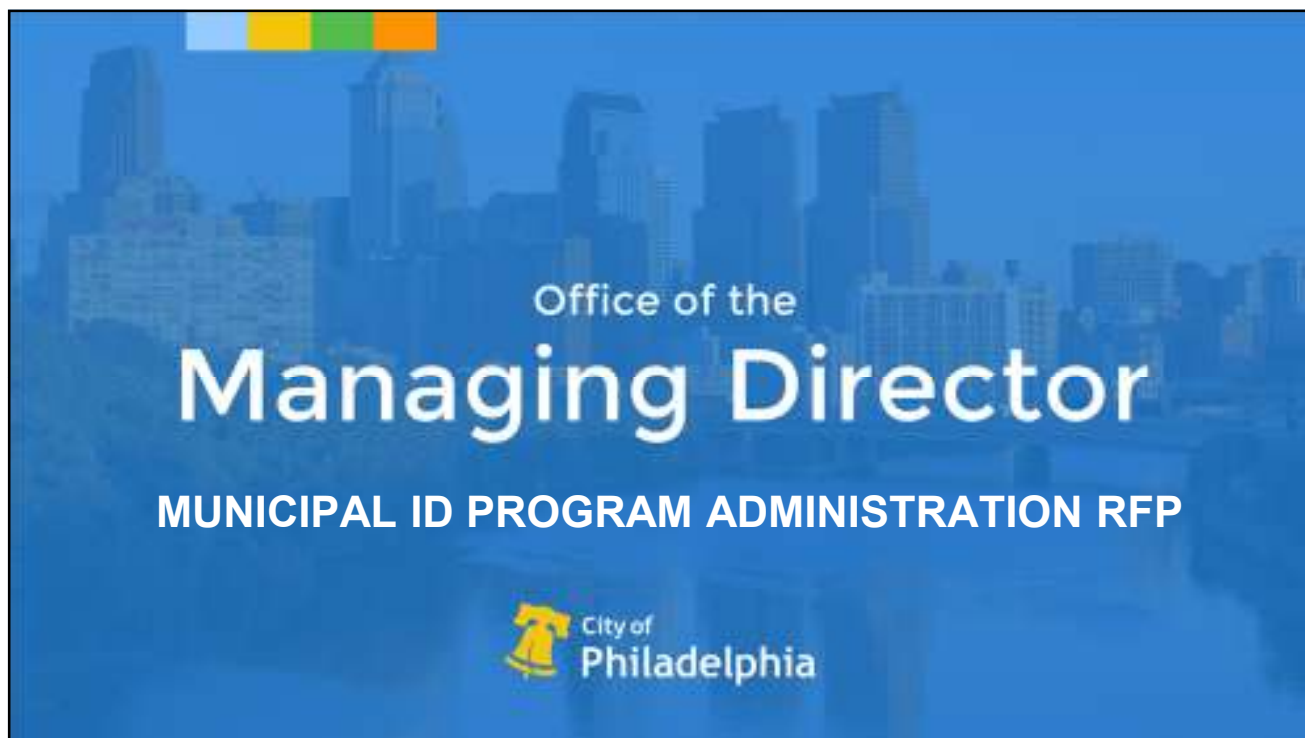 Office of the
Managing Director
MUNICIPAL ID PROGRAM ADMINISTRATION RFP
City of
Philadelphia